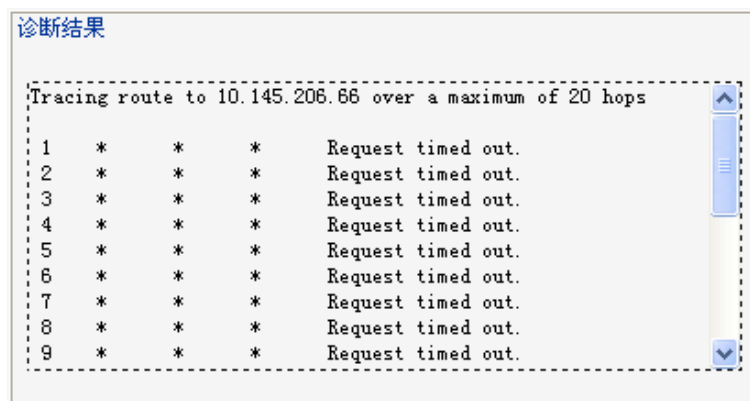 诊断结果
Tracing route to 10.145.206.66 over a maximum of 20 hops
1 * * * Request timed out.
2 * * * Request timed out.
3 * * * Request timed out.
4 * * * Request timed out.
5 * * * Request timed out.
6 * * * Request timed out.
7 * * * Request timed out.
8 * * * Request timed out.
9 * * * Request timed out.